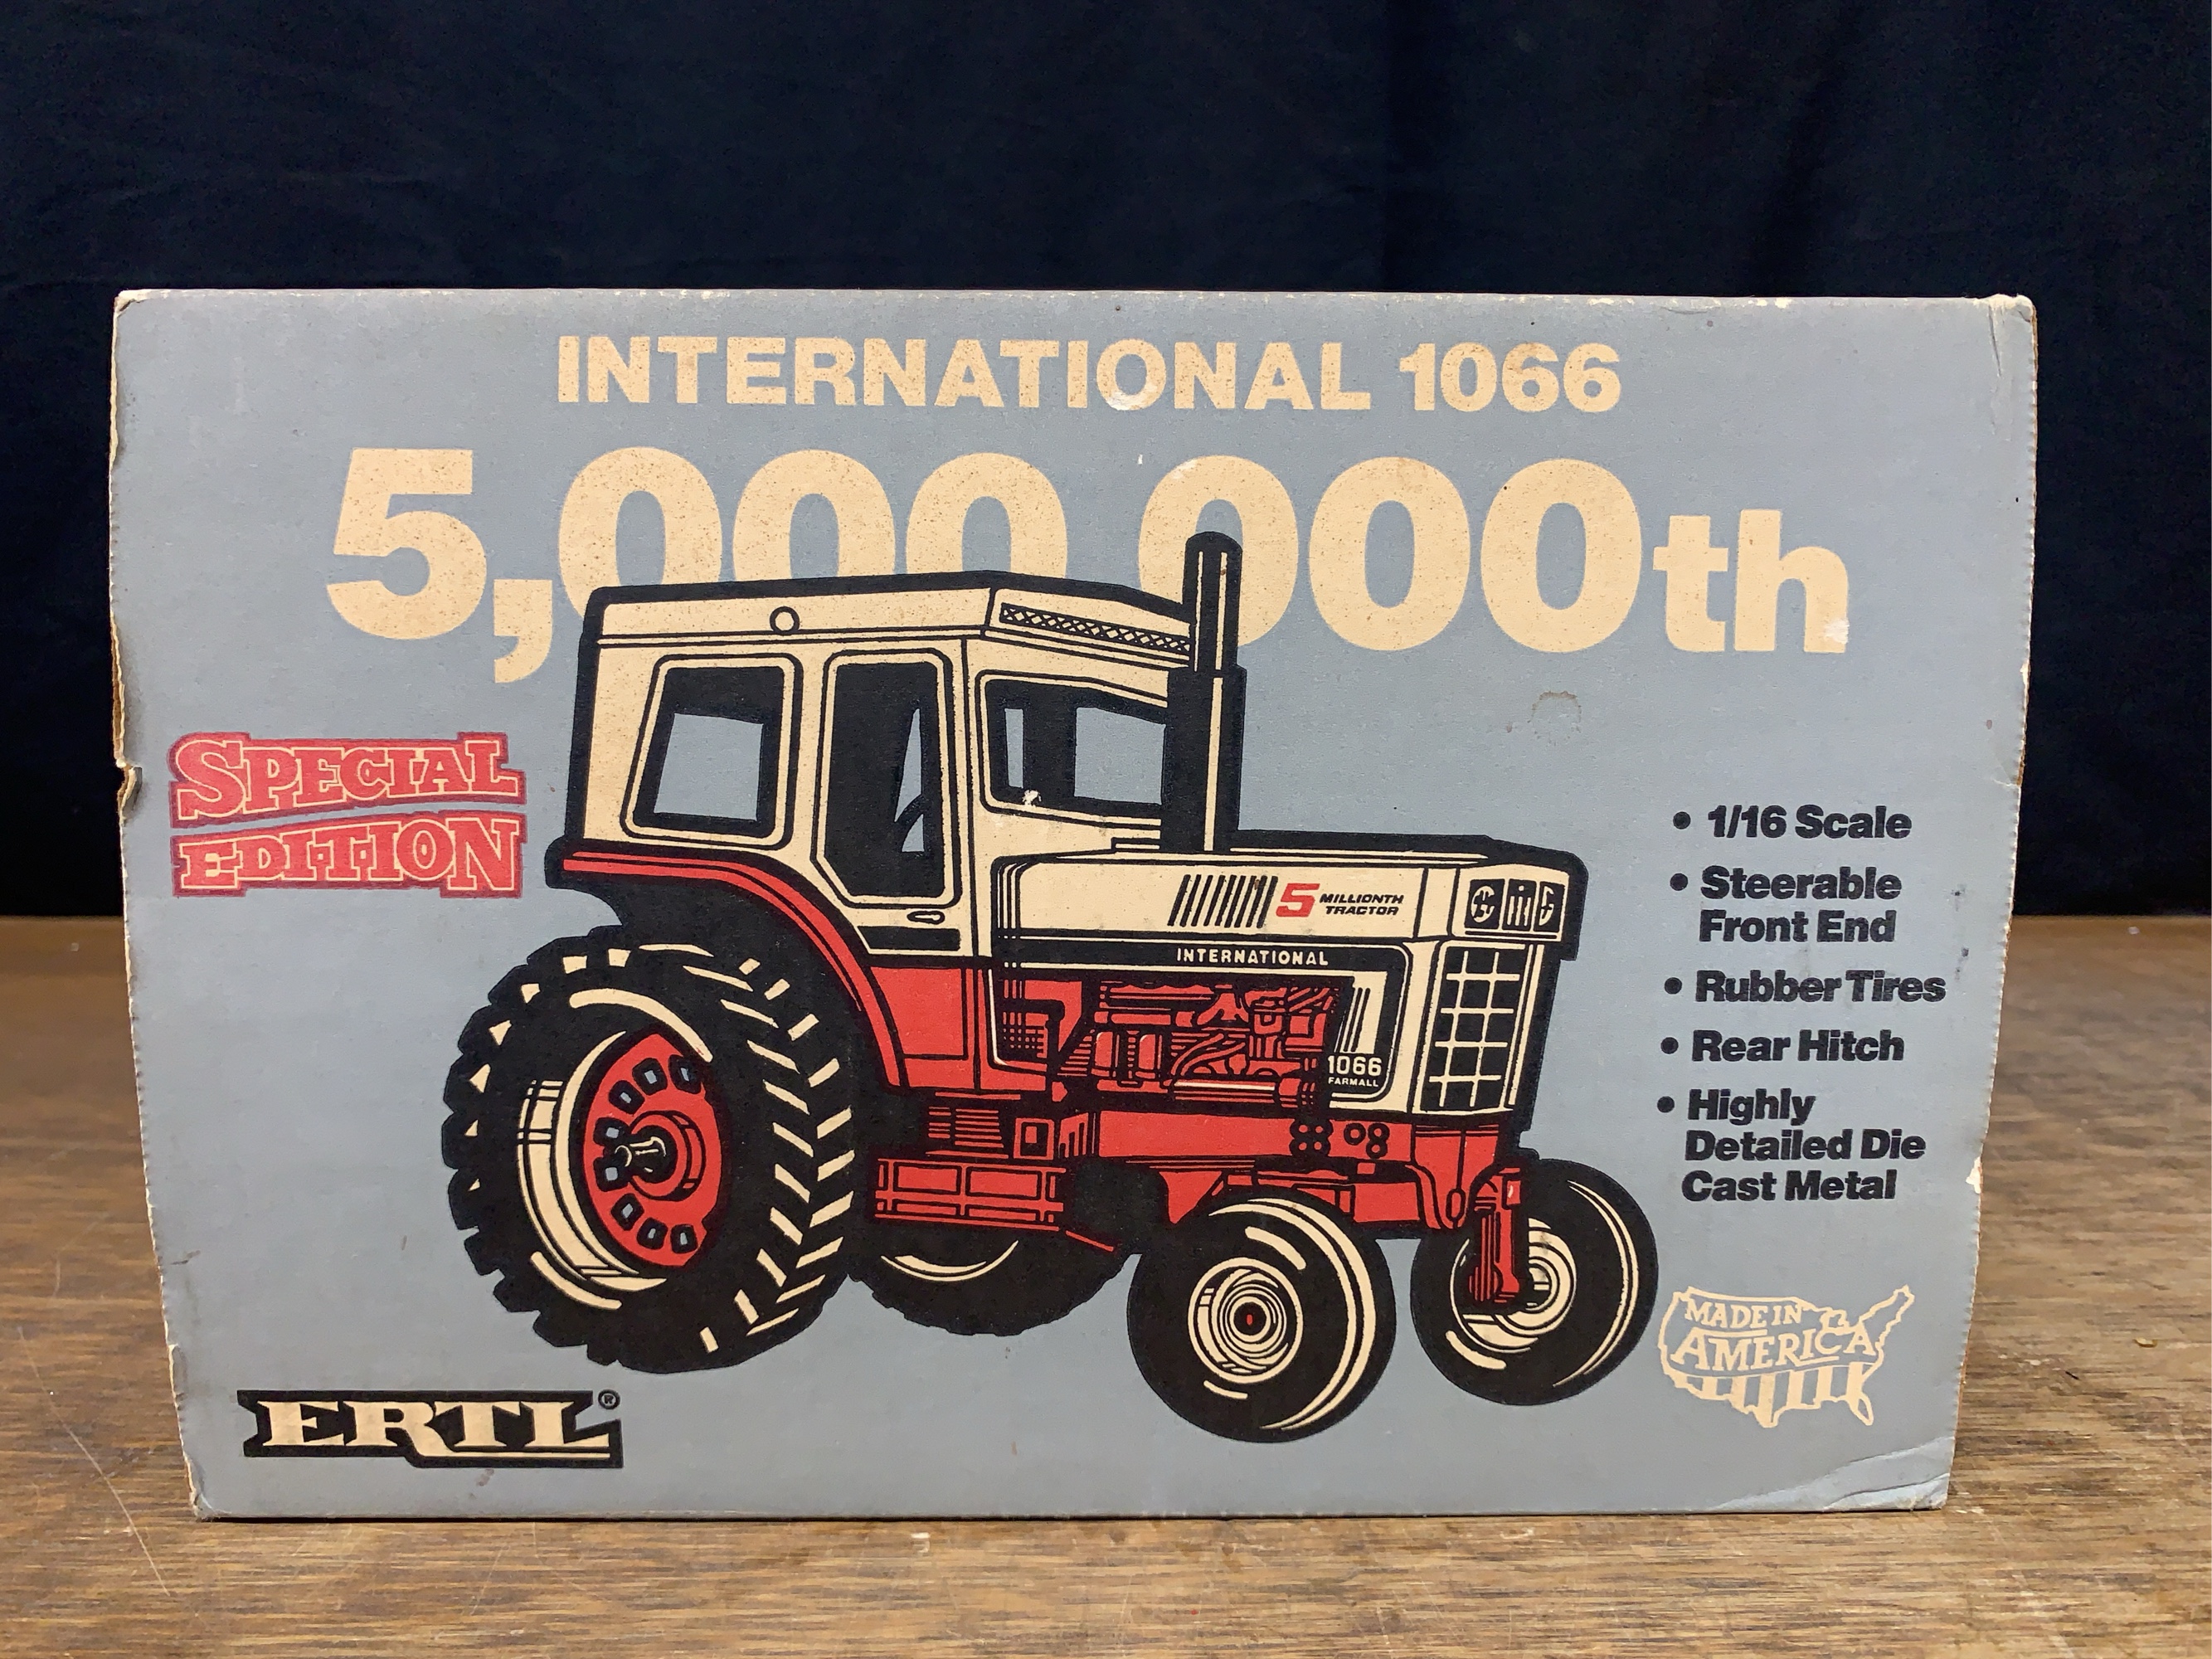 INTERNATIONAL 1066
5,000,000th
SPECIAL
EDITION
5 MILLIONTH
TRACTOR
INTERNATIONAL
1066
FARMALL
• 1/16 Scale
• Steerable
Front End
• Rubber Tires
• Rear Hitch
• Highly
Detailed Die
Cast Metal
MADE IN
AMERICA
ERTL®